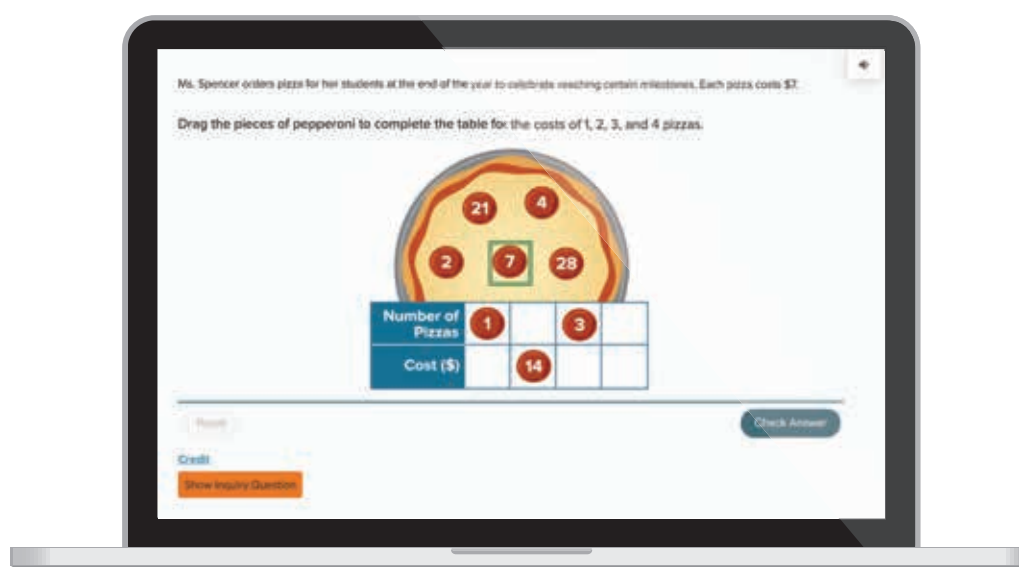 Ms. Spencer orders pizza for her students at the end of the year to celebrate reaching certain milestones. Each pizza costs $7.
Drag the pieces of pepperoni to complete the table for the costs of 1, 2, 3, and 4 pizzas.
21 4
2 7 28
Number of Pizzas 1 3
Cost ($) 14
Reset
Check Answer
Credit
Show Inquiry Question